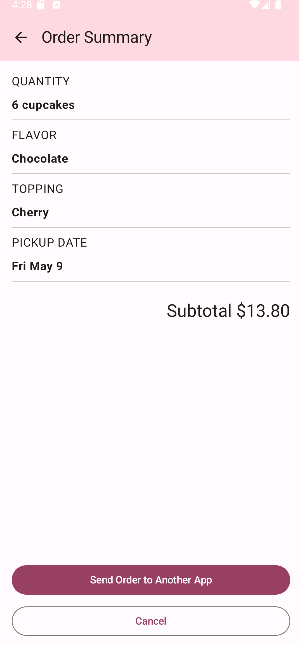 4:28
Order Summary
QUANTITY
6 cupcakes
FLAVOR
Chocolate
TOPPING
Cherry
PICKUP DATE
Fri May 9
Subtotal $13.80
Send Order to Another App
Cancel